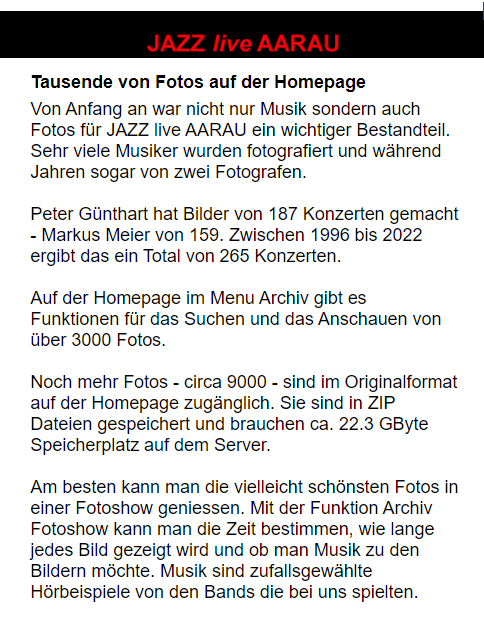 JAZZ live AARAU
Tausende von Fotos auf der Homepage
Von Anfang an war nicht nur Musik sondern auch
Fotos für JAZZ live AARAU ein wichtiger Bestandteil.
Sehr viele Musiker wurden fotografiert und während
Jahren sogar von zwei Fotografen.
Peter Günthart hat Bilder von 187 Konzerten gemacht
- Markus Meier von 159. Zwischen 1996 bis 2022
ergibt das ein Total von 265 Konzerten.
Auf der Homepage im Menu Archiv gibt es
Funktionen für das Suchen und das Anschauen von
über 3000 Fotos.
Noch mehr Fotos - circa 9000 - sind im Originalformat
auf der Homepage zugänglich. Sie sind in ZIP
Dateien gespeichert und brauchen ca. 22.3 GByte
Speicherplatz auf dem Server.
Am besten kann man die vielleicht schönsten Fotos in
einer Fotoshow geniessen. Mit der Funktion Archiv
Fotoshow kann man die Zeit bestimmen, wie lange
jedes Bild gezeigt wird und ob man Musik zu den
Bildern möchte. Musik sind zufallsgewählte
Hörbeispiele von den Bands die bei uns spielten.